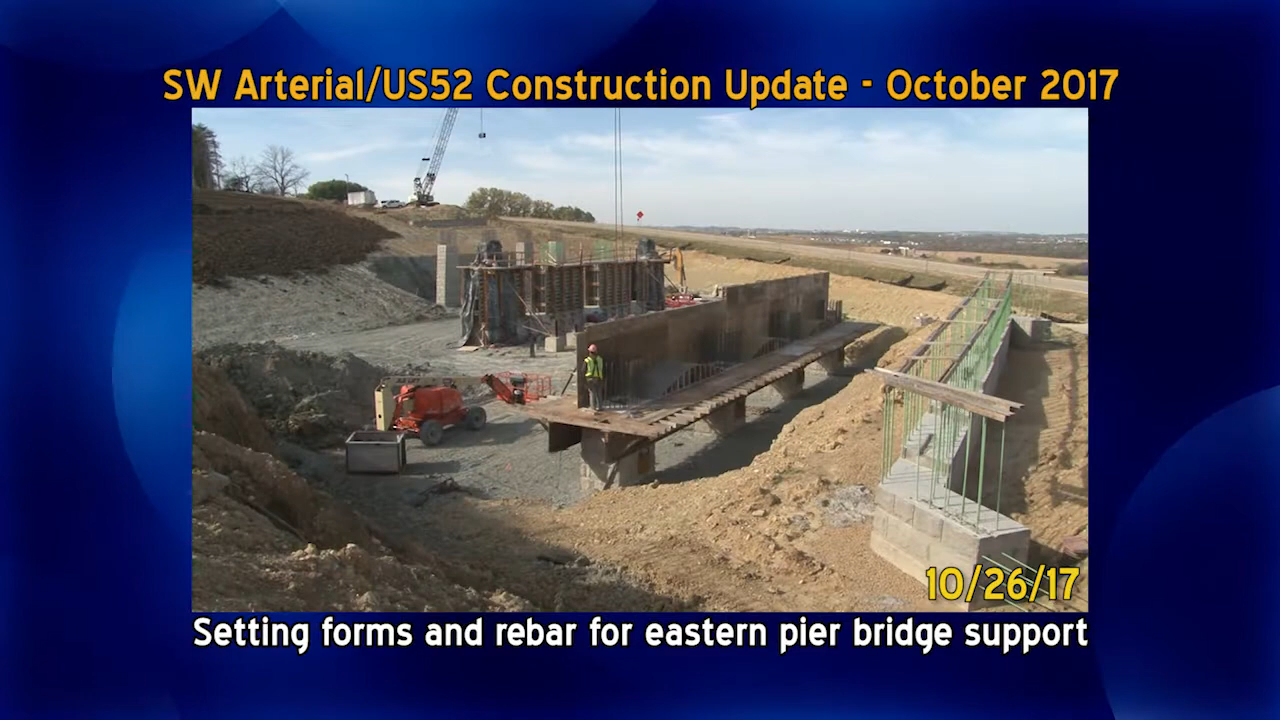 SW Arterial/US52 Construction Update - October 2017
10/26/17
Setting forms and rebar for eastern pier bridge support